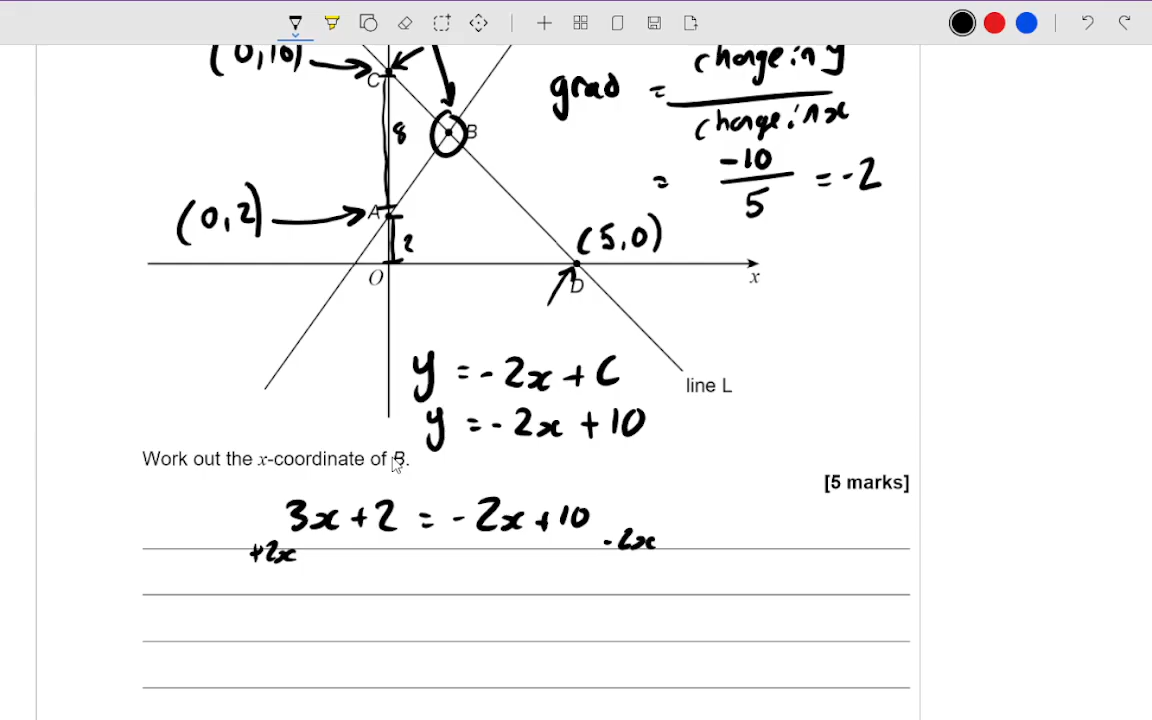 (0,10)
C
change in y
grad =
change in x
8
B
= -10
5
= -2
(0,2)
A
2
(5,0)
O
D
x
y = -2x + C
line L
y = -2x + 10
Work out the x-coordinate of B.
[5 marks]
3x + 2 = -2x + 10
+2x
-2x